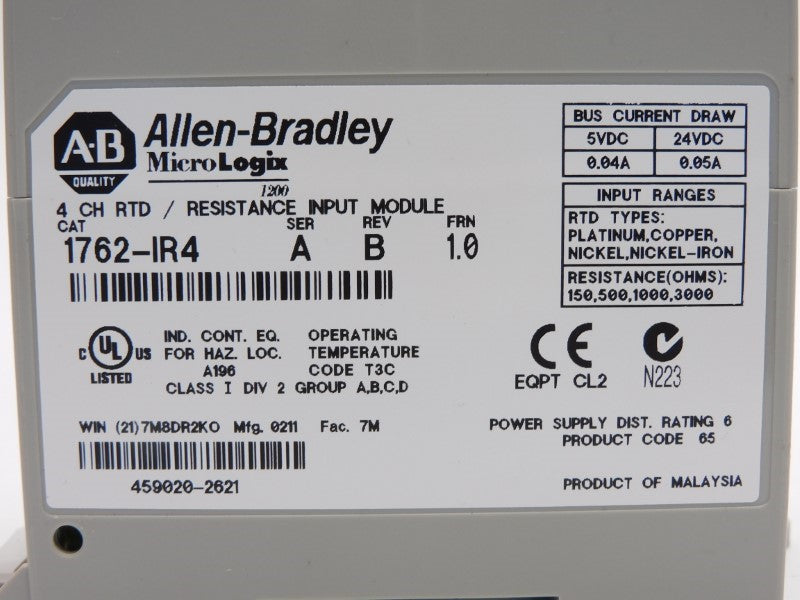 A-B
QUALITY
Allen-Bradley
MicroLogix
1200
4 CH RTD / RESISTANCE INPUT MODULE
CAT SER REV FRN
1762-IR4 A B 1.0
BUS CURRENT DRAW
5VDC 24VDC
0.04A 0.05A
INPUT RANGES
RTD TYPES:
PLATINUM,COPPER,
NICKEL,NICKEL-IRON
RESISTANCE(OHMS):
150,500,1000,3000
C UL US
LISTED
IND. CONT. EQ.
FOR HAZ. LOC.
A196
OPERATING
TEMPERATURE
CODE T3C
CLASS I DIV 2 GROUP A,B,C,D
CE
EQPT CL2
N223
WIN (21)7M8DR2KO Mfg. 0211 Fac. 7M
459020-2621
POWER SUPPLY DIST. RATING 6
PRODUCT CODE 65
PRODUCT OF MALAYSIA